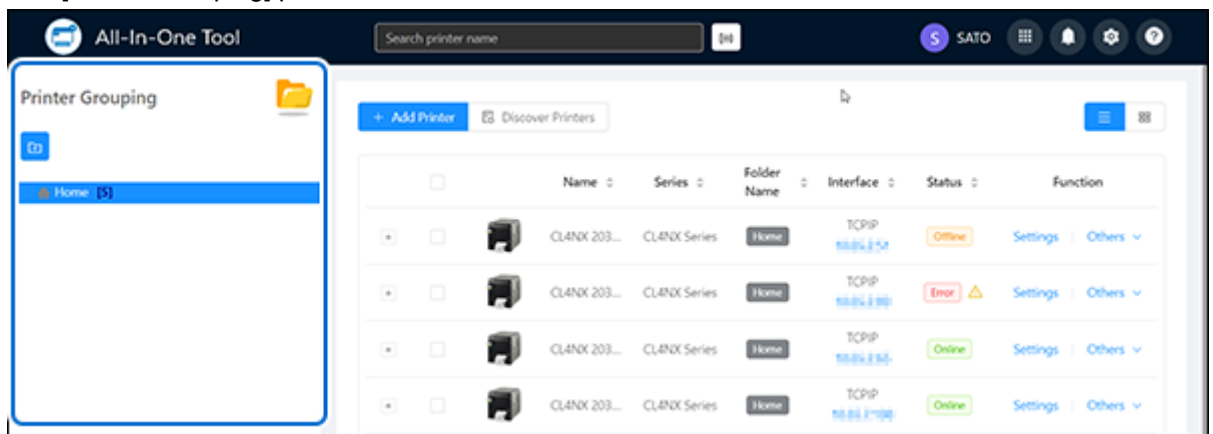 All-In-One Tool
Search printer name
S SATO
Printer Grouping
+ Add Printer
Discover Printers
Home [5]
Name
Series
Folder Name
Interface
Status
Function
CL4NX 203... CL4NX Series Home TCPIP Offline Settings Others
CL4NX 203... CL4NX Series Home TCPIP Error Settings Others
CL4NX 203... CL4NX Series Home TCPIP Online Settings Others
CL4NX 203... CL4NX Series Home TCPIP Online Settings Others